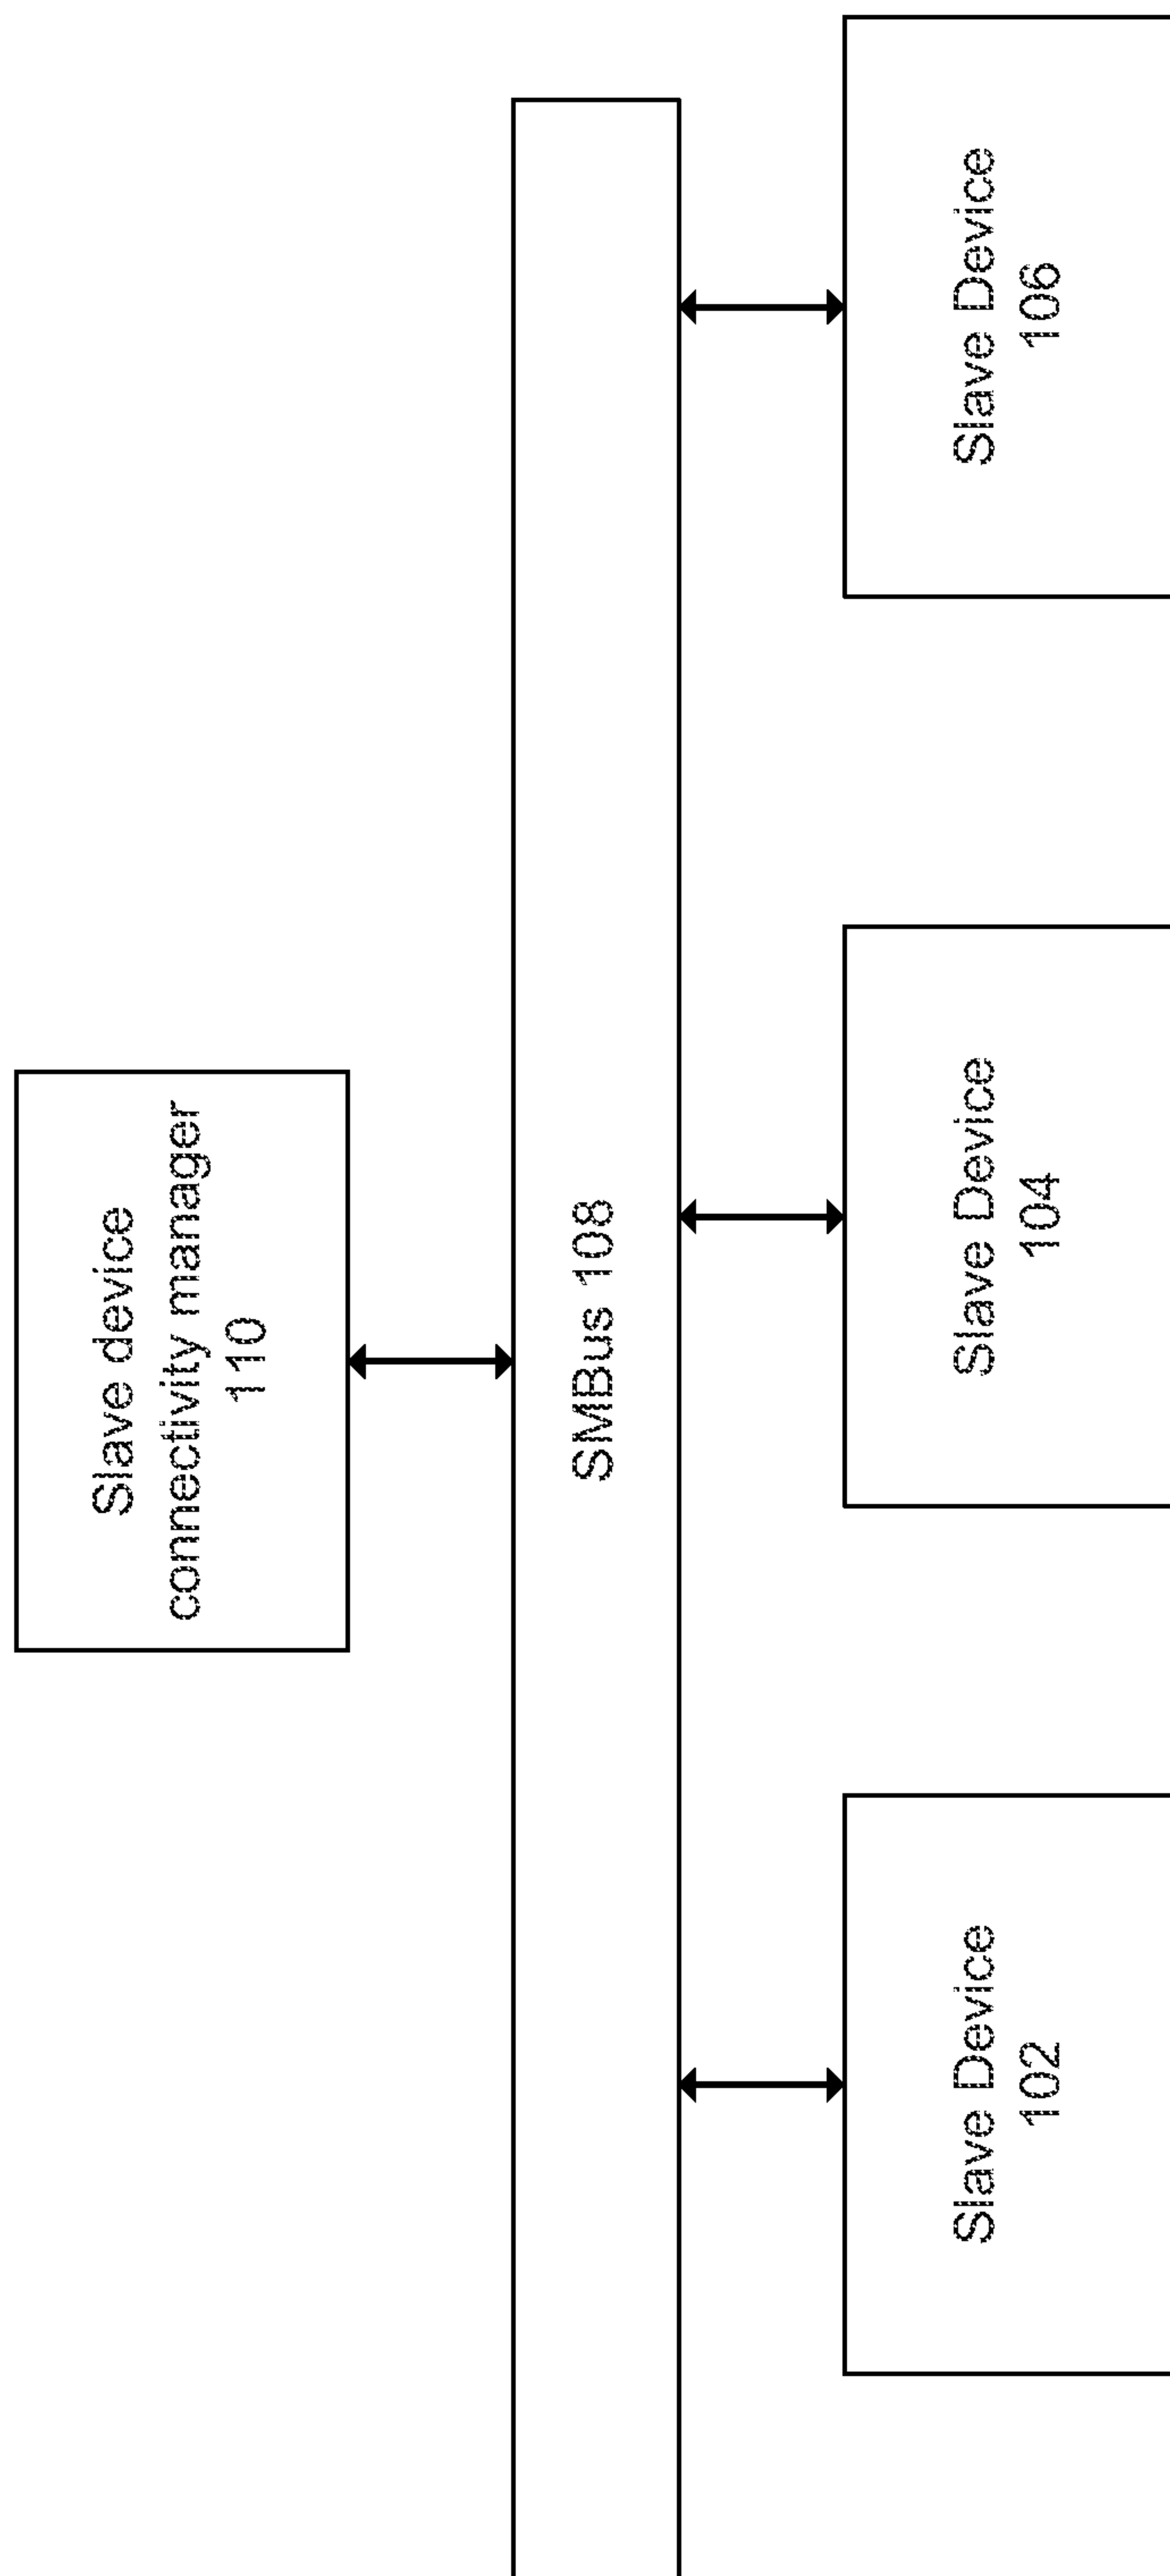 Slave device
connectivity manager
110
SMBus 108
Slave Device
102
Slave Device
104
Slave Device
106